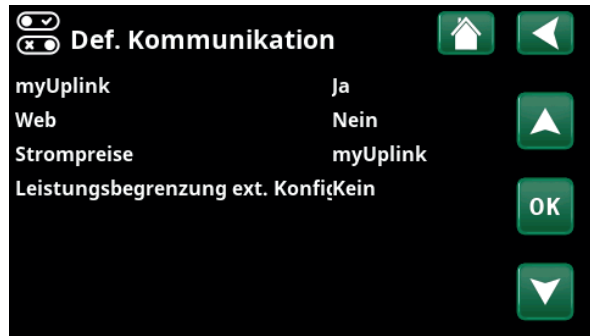 Def. Kommunikation
myUplink Ja
Web Nein
Strompreise myUplink
Leistungsbegrenzung ext. Konfig Kein
OK